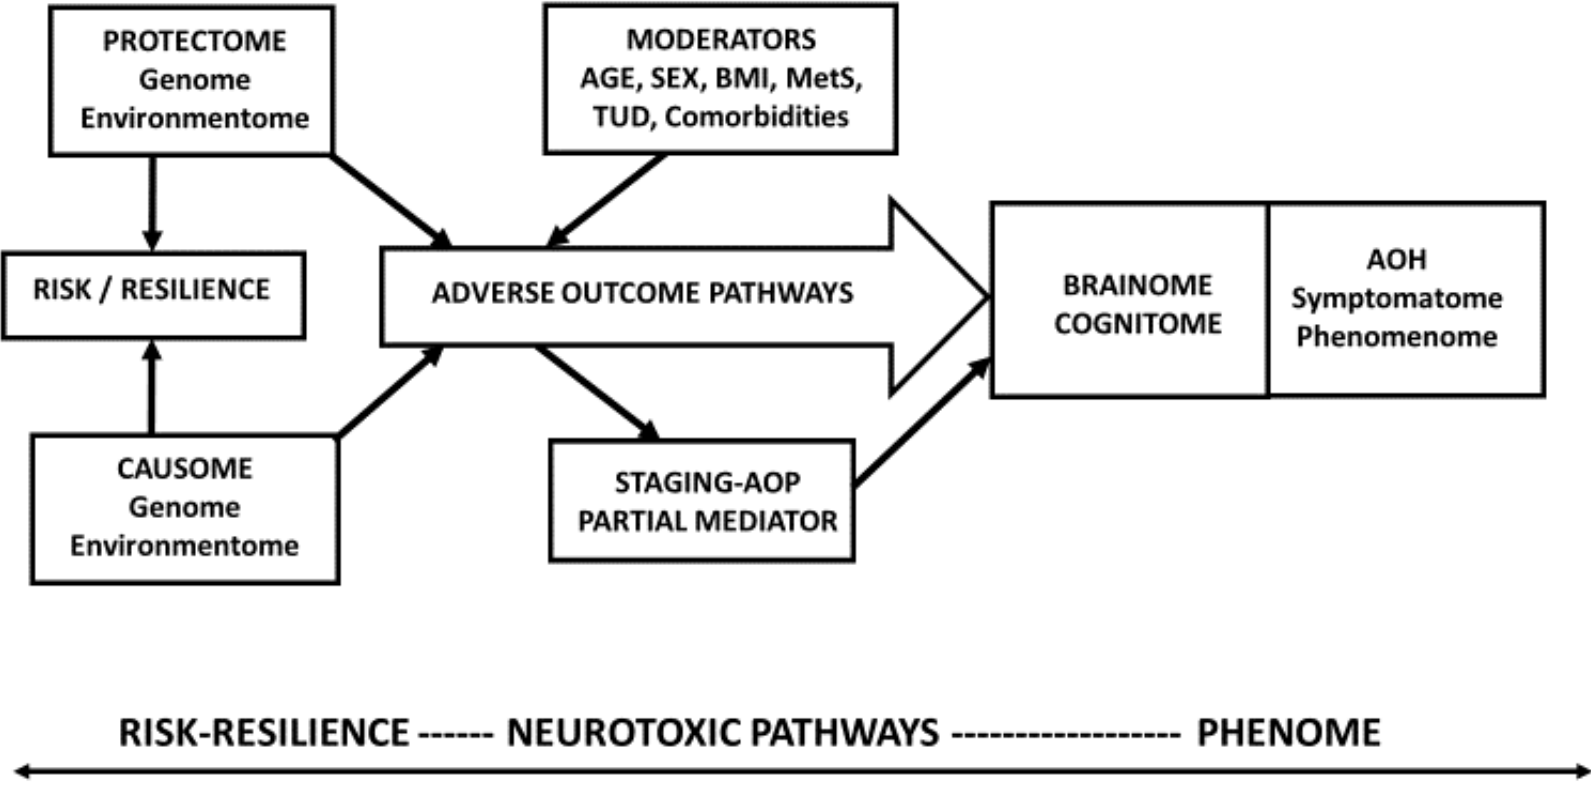 PROTECTOME
Genome
Environmentome
MODERATORS
AGE, SEX, BMI, MetS,
TUD, Comorbidities
RISK / RESILIENCE
ADVERSE OUTCOME PATHWAYS
BRAINOME
COGNITOME
AOH
Symptomatome
Phenomenome
CAUSOME
Genome
Environmentome
STAGING-AOP
PARTIAL MEDIATOR
RISK-RESILIENCE ------ NEUROTOXIC PATHWAYS ------------------ PHENOME